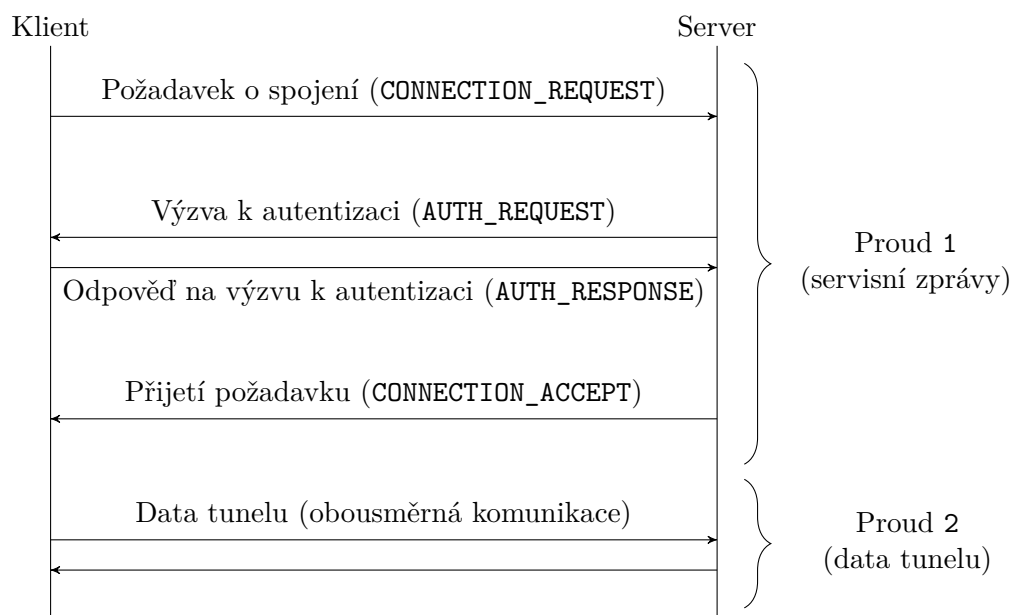 Klient
Server
Požadavek o spojení (CONNECTION_REQUEST)
Výzva k autentizaci (AUTH_REQUEST)
Odpověď na výzvu k autentizaci (AUTH_RESPONSE)
Proud 1
(servisní zprávy)
Přijetí požadavku (CONNECTION_ACCEPT)
Data tunelu (obousměrná komunikace)
Proud 2
(data tunelu)